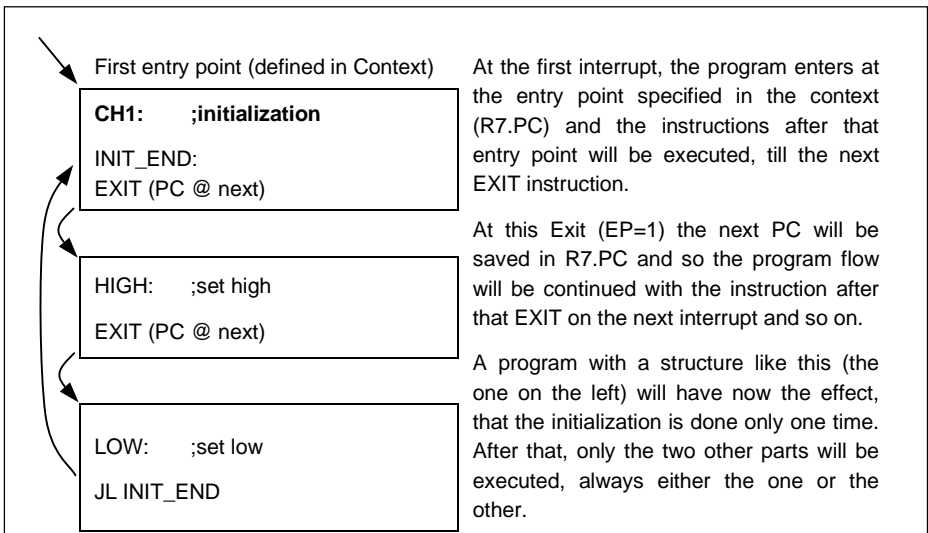 First entry point (defined in Context)
CH1: ;initialization
INIT_END:
EXIT (PC @ next)
HIGH: ;set high
EXIT (PC @ next)
LOW: ;set low
JL INIT_END
At the first interrupt, the program enters at
the entry point specified in the context
(R7.PC) and the instructions after that
entry point will be executed, till the next
EXIT instruction.
At this Exit (EP=1) the next PC will be
saved in R7.PC and so the program flow
will be continued with the instruction after
that EXIT on the next interrupt and so on.
A program with a structure like this (the
one on the left) will have now the effect,
that the initialization is done only one time.
After that, only the two other parts will be
executed, always either the one or the
other.